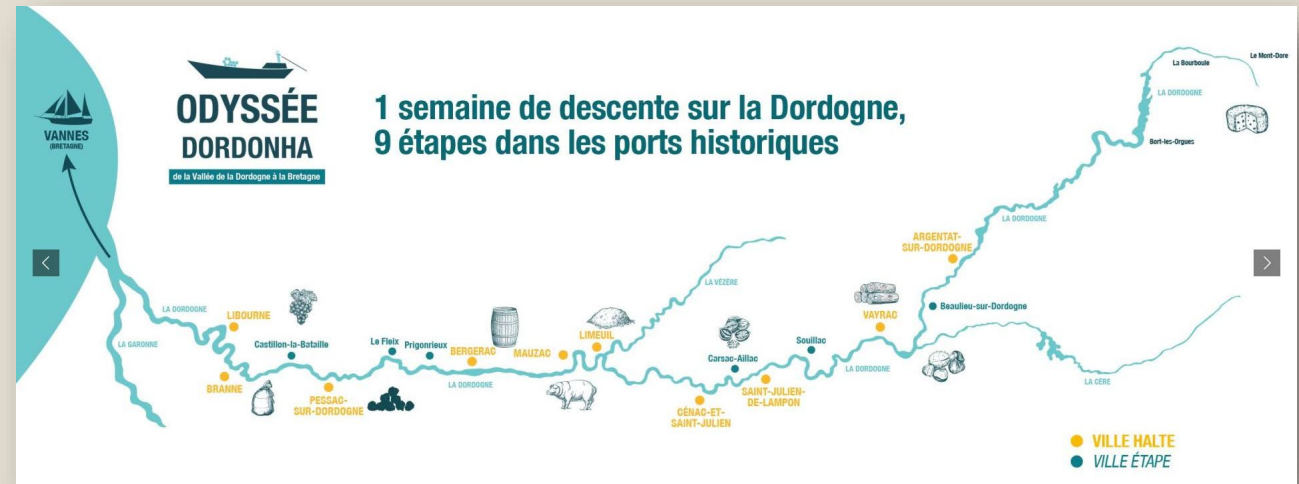 ODYSSÉE
DORDONHA
de la Vallée de la Dordogne à la Bretagne
1 semaine de descente sur la Dordogne,
9 étapes dans les ports historiques
VANNES
(BRETAGNE)
La Bourboule
Le Mont-Dore
LA DORDOGNE
Bort-les-Orgues
LA DORDOGNE
ARGENTAT-
SUR-DORDOGNE
LA VÉZÈRE
Beaulieu-sur-Dordogne
VAYRAC
LA DORDOGNE
LIBOURNE
LA GARONNE
Castillon-la-Bataille
Le Fleix
Prigonrieux
BERGERAC
MAUZAC
LIMEUIL
Carsac-Aillac
Souillac
LA DORDOGNE
LA CÈRE
BRANNE
PESSAC-
SUR-DORDOGNE
LA DORDOGNE
CÉNAC-ET-
SAINT-JULIEN
SAINT-JULIEN-
DE-LAMPON
VILLE HALTE
VILLE ÉTAPE